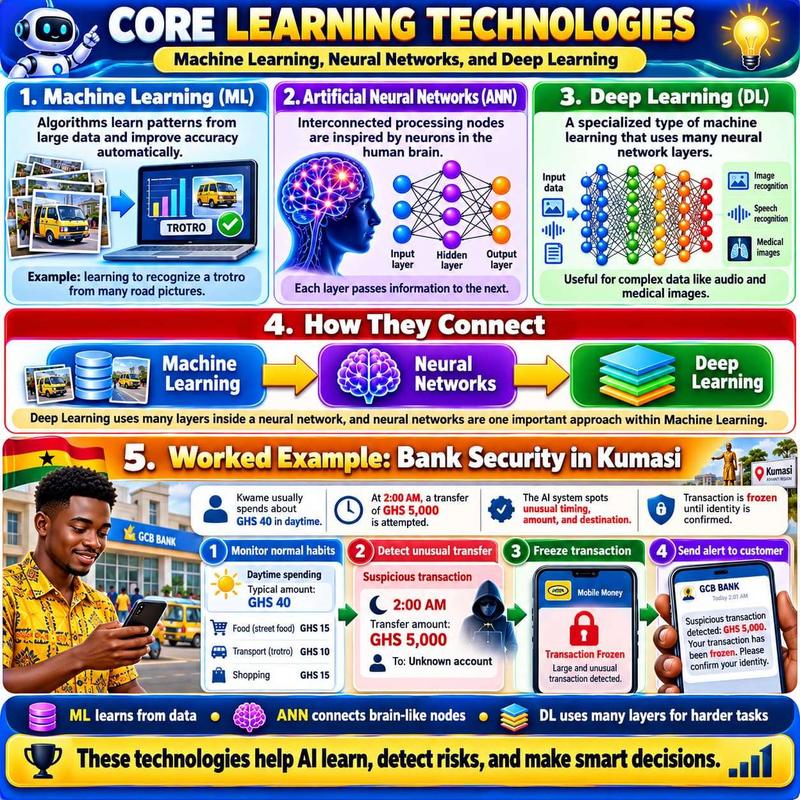 CORE LEARNING TECHNOLOGIES
Machine Learning, Neural Networks, and Deep Learning
1. Machine Learning (ML)
Algorithms learn patterns from
large data and improve accuracy
automatically.
TROTRO
Example: learning to recognize a trotro
from many road pictures.
2. Artificial Neural Networks (ANN)
Interconnected processing nodes
are inspired by neurons in the
human brain.
Input
layer
Hidden
layer
Output
layer
Each layer passes information to the next.
3. Deep Learning (DL)
A specialized type of machine
learning that uses many neural
network layers.
Input
data
Image
recognition
Speech
recognition
Medical
images
Useful for complex data like audio and
medical images.
4. How They Connect
Machine
Learning
Neural
Networks
Deep
Learning
Deep Learning uses many layers inside a neural network, and neural networks are one important approach within Machine Learning.
5. Worked Example: Bank Security in Kumasi
Kumasi
GCB BANK
Kwame usually
spends about
GHS 40 in daytime.
At 2:00 AM, a transfer
of GHS 5,000
is attempted.
The AI system spots
unusual timing,
amount, and destination.
Transaction is frozen
until identity is
confirmed.
1 Monitor normal habits
Daytime spending
Typical amount:
GHS 40
Food (street food) GHS 15
Transport (trotro) GHS 10
Shopping GHS 15
2 Detect unusual transfer
Suspicious transaction
2:00 AM
Transfer amount:
GHS 5,000
To: Unknown account
3 Freeze transaction
Mobile Money
Transaction Frozen
Large and unusual
transaction detected.
4 Send alert to customer
GCB BANK
Today 2:01 AM
Suspicious transaction
detected: GHS 5,000.
Your transaction has
been frozen. Please
confirm your identity.
ML learns from data
ANN connects brain-like nodes
DL uses many layers for harder tasks
These technologies help AI learn, detect risks, and make smart decisions.